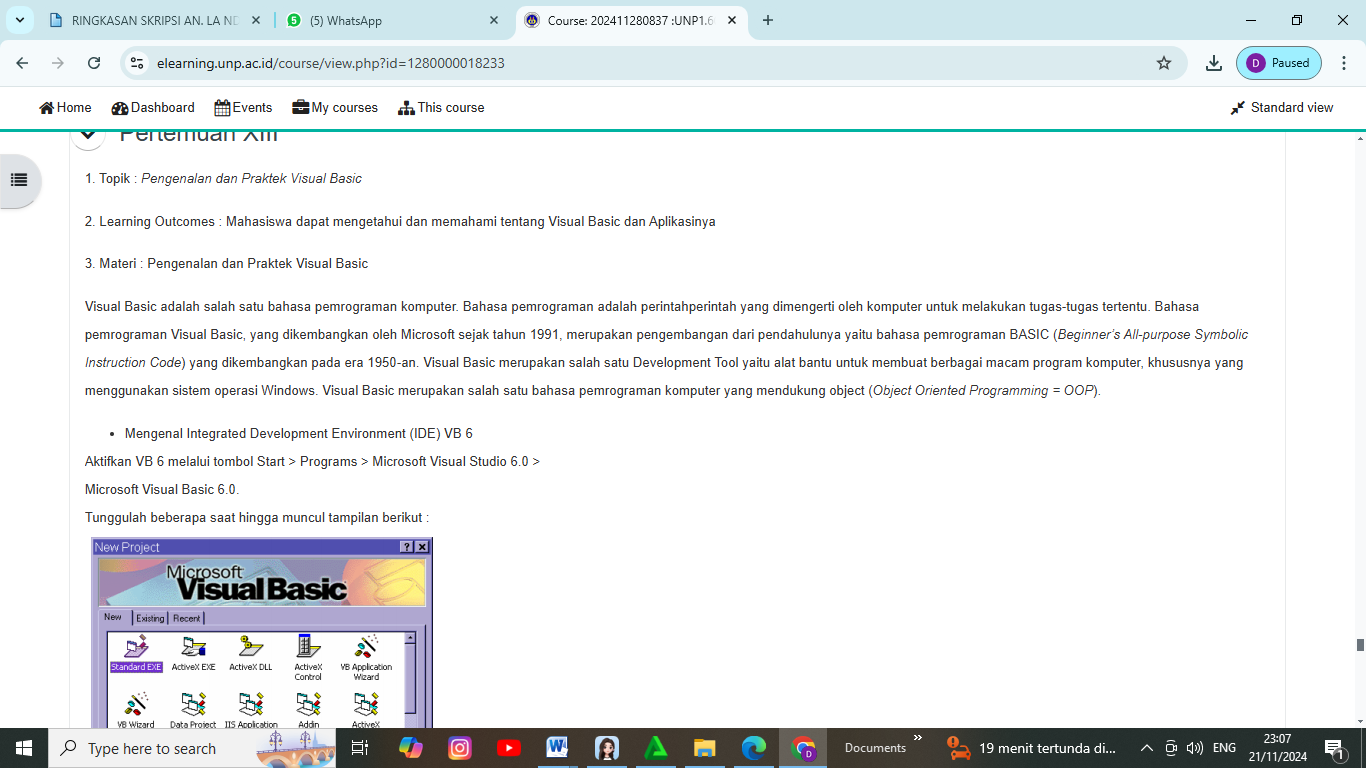 RINGKASAN SKRIPSI AN. LA ND
(5) WhatsApp
Course: 202411280837 :UNP1.6
elearning.unp.ac.id/course/view.php?id=1280000018233
D Paused
Home
Dashboard
Events
My courses
This course
Standard view
Pertemuan XIII
1. Topik : Pengenalan dan Praktek Visual Basic
2. Learning Outcomes : Mahasiswa dapat mengetahui dan memahami tentang Visual Basic dan Aplikasinya
3. Materi : Pengenalan dan Praktek Visual Basic
Visual Basic adalah salah satu bahasa pemrograman komputer. Bahasa pemrograman adalah perintahperintah yang dimengerti oleh komputer untuk melakukan tugas-tugas tertentu. Bahasa
pemrograman Visual Basic, yang dikembangkan oleh Microsoft sejak tahun 1991, merupakan pengembangan dari pendahulunya yaitu bahasa pemrograman BASIC (Beginner's All-purpose Symbolic
Instruction Code) yang dikembangkan pada era 1950-an. Visual Basic merupakan salah satu Development Tool yaitu alat bantu untuk membuat berbagai macam program komputer, khususnya yang
menggunakan sistem operasi Windows. Visual Basic merupakan salah satu bahasa pemrograman komputer yang mendukung object (Object Oriented Programming = OOP).
• Mengenal Integrated Development Environment (IDE) VB 6
Aktifkan VB 6 melalui tombol Start > Programs > Microsoft Visual Studio 6.0 >
Microsoft Visual Basic 6.0.
Tunggulah beberapa saat hingga muncul tampilan berikut :
New Project
Microsoft
Visual Basic
New
Existing
Recent
Standard EXE
ActiveX EXE
ActiveX DLL
ActiveX
Control
VB Application
Wizard
VB Wizard
Data Project
IIS Application
Addin
ActiveX
Type here to search
Documents
19 menit tertunda di...
ENG
23:07
21/11/2024
1